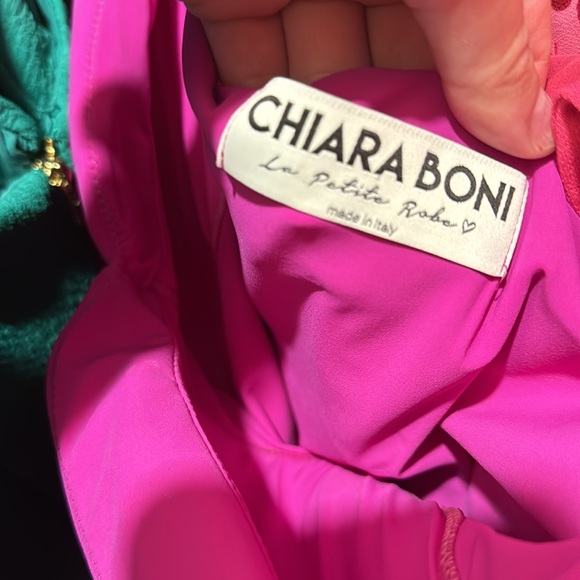 CHIARA BONI
La Petite Robe ♡
made in Italy